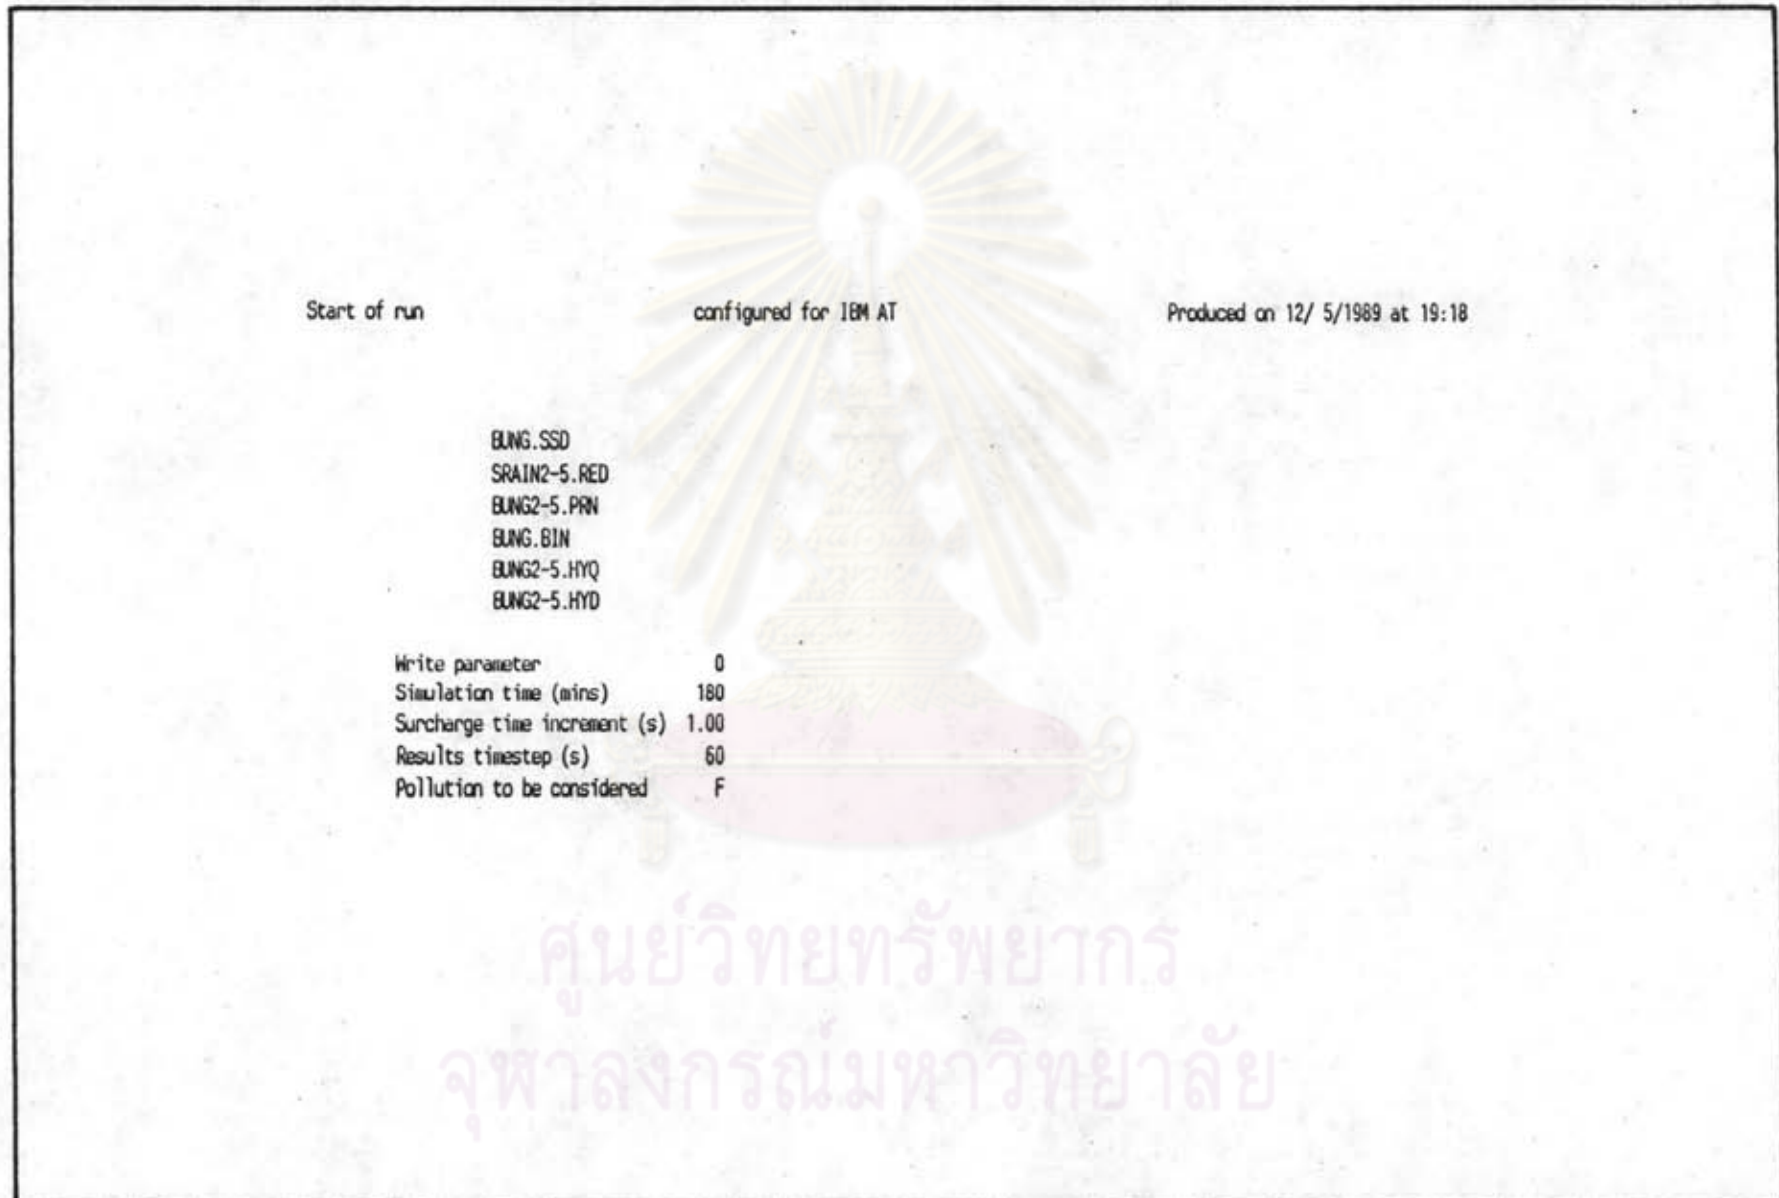 Start of run configured for IBM AT Produced on 12/ 5/1989 at 19:18
BUNG.SSD
SRAIN2-5.RED
BUNG2-5.PRN
BUNG.BIN
BUNG2-5.HYQ
BUNG2-5.HYD
Write parameter 0
Simulation time (mins) 180
Surcharge time increment (s) 1.00
Results timestep (s) 60
Pollution to be considered F
ศูนย์วิทยทรัพยากร
จุฬาลงกรณ์มหาวิทยาลัย